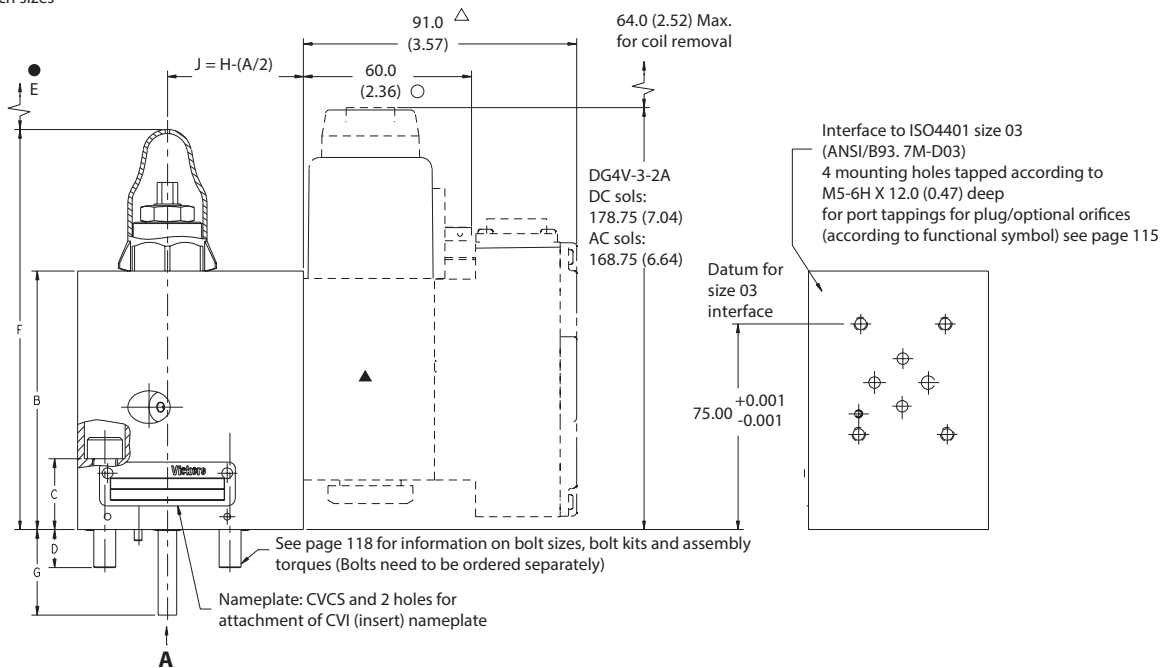 ch sizes
91.0 △
(3.57)
64.0 (2.52) Max.
for coil removal
J = H-(A/2)
60.0
(2.36) ○
●
E
Interface to ISO4401 size 03
(ANSI/B93. 7M-D03)
4 mounting holes tapped according to
M5-6H X 12.0 (0.47) deep
for port tappings for plug/optional orifices
(according to functional symbol) see page 115
DG4V-3-2A
DC sols:
178.75 (7.04)
AC sols:
168.75 (6.64)
Datum for
size 03
interface
F
B
▲
75.00 +0.001
-0.001
Vickers
C
D
G
See page 118 for information on bolt sizes, bolt kits and assembly
torques (Bolts need to be ordered separately)
Nameplate: CVCS and 2 holes for
attachment of CVI (insert) nameplate
A